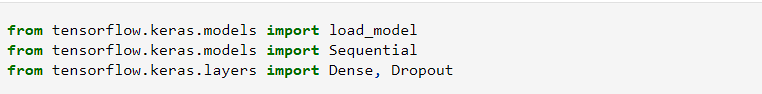 from tensorflow.keras.models import load_model
from tensorflow.keras.models import Sequential
from tensorflow.keras.layers import Dense, Dropout